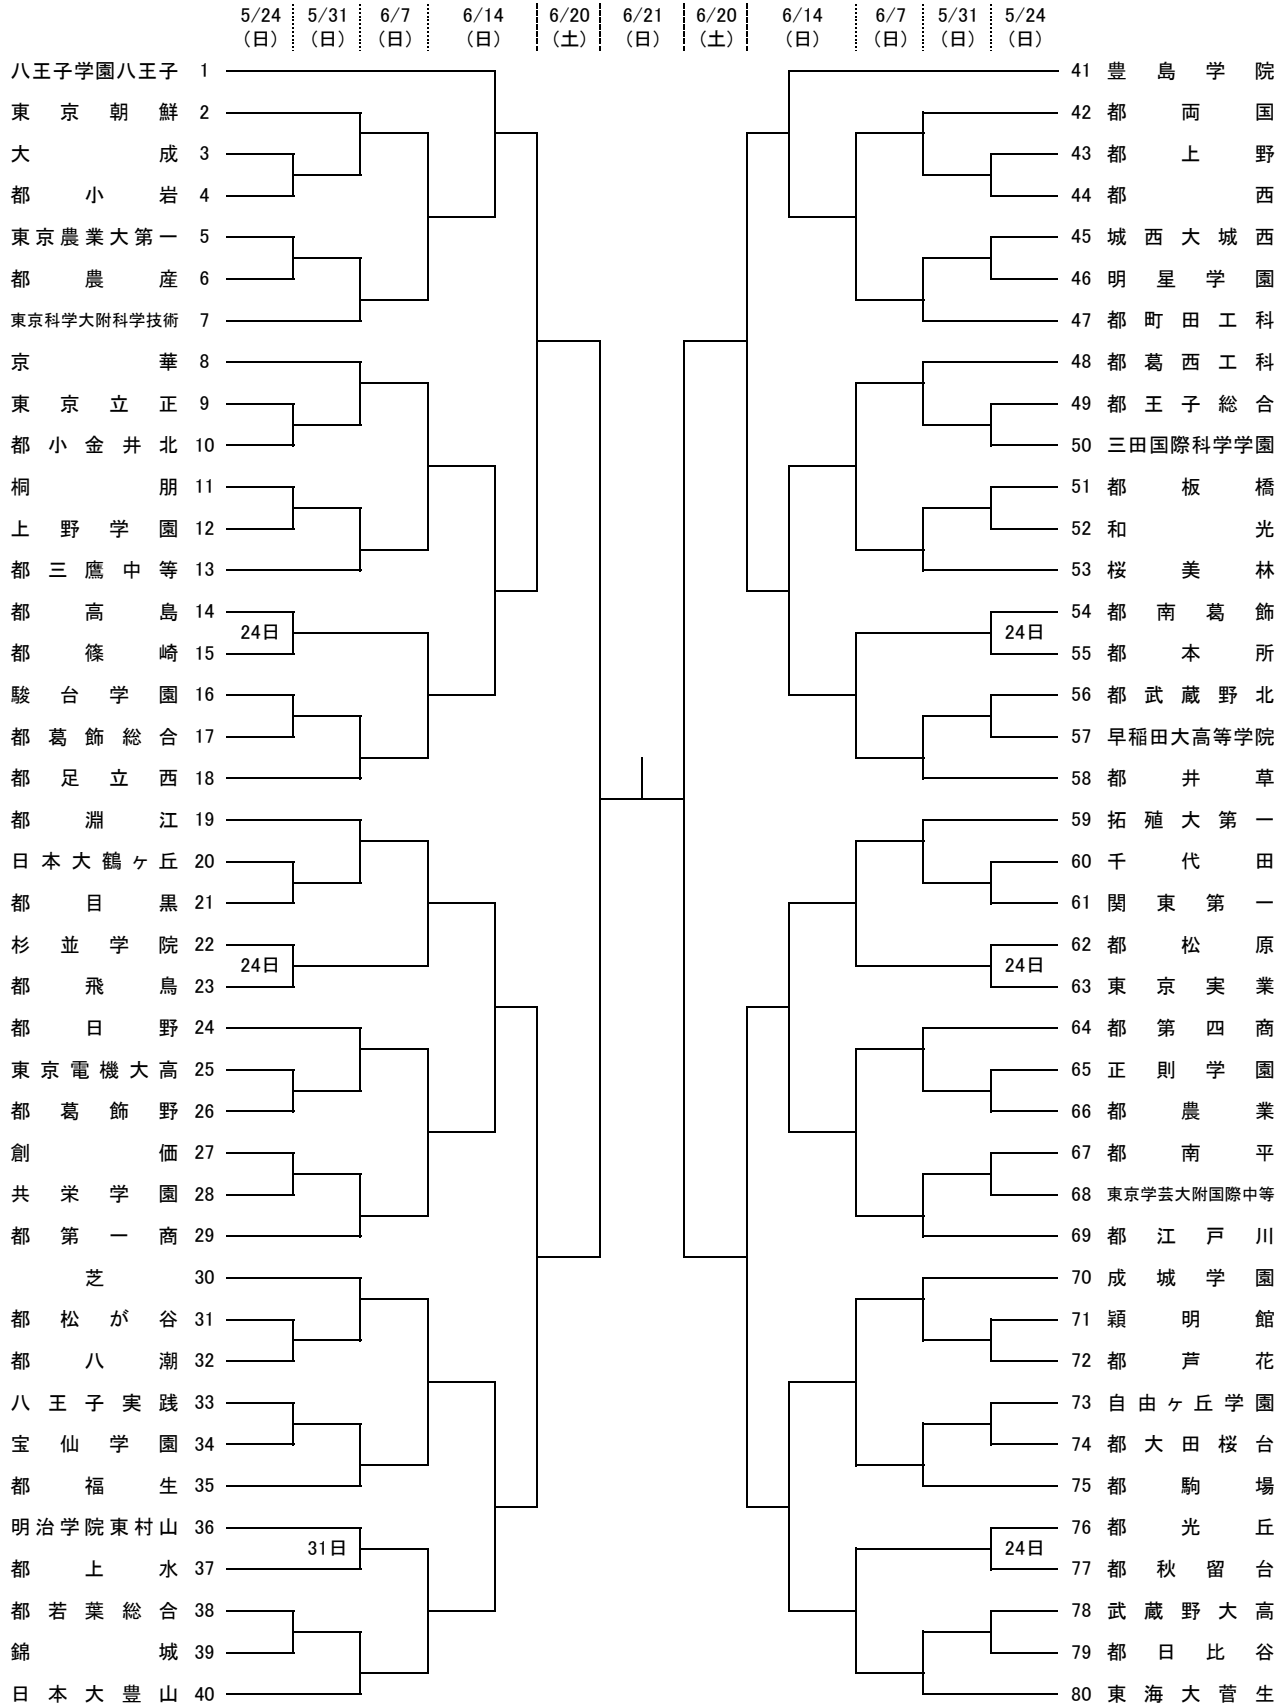 5/24 5/31 6/7 6/14 6/20 6/21 6/20 6/14 6/7 5/31 5/24
（日） （日） （日） （日） （土） （日） （土） （日） （日） （日） （日）
八王子学園八王子 1
東京朝鮮 2
大成 3
都小岩 4
東京農業大第一 5
都農産 6
東京科学大附科学技術 7
京華 8
東京立正 9
都小金井北 10
桐朋 11
上野学園 12
都三鷹中等 13
都高島 14
24日
都篠崎 15
駿台学園 16
都葛飾総合 17
都足立西 18
都淵江 19
日本大鶴ヶ丘 20
都目黒 21
杉並学院 22
24日
都飛鳥 23
都日野 24
東京電機大高 25
都葛飾野 26
創価 27
共栄学園 28
都第一商 29
芝 30
都松が谷 31
都八潮 32
八王子実践 33
宝仙学園 34
都福生 35
明治学院東村山 36
31日
都上水 37
都若葉総合 38
錦城 39
日本大豊山 40
41 豊島学院
42 都両国
43 都上野
44 都西
45 城西大城西
46 明星学園
47 都町田工科
48 都葛西工科
49 都王子総合
50 三田国際科学学園
51 都板橋
52 和光
53 桜美林
54 都南葛飾
24日
55 都本所
56 都武蔵野北
57 早稲田大高等学院
58 都井草
59 拓殖大第一
60 千代田
61 関東第一
62 都松原
24日
63 東京実業
64 都第四商
65 正則学園
66 都農業
67 都南平
68 東京学芸大附国際中等
69 都江戸川
70 成城学園
71 穎明館
72 都芦花
73 自由ヶ丘学園
74 都大田桜台
75 都駒場
76 都光丘
24日
77 都秋留台
78 武蔵野大高
79 都日比谷
80 東海大菅生